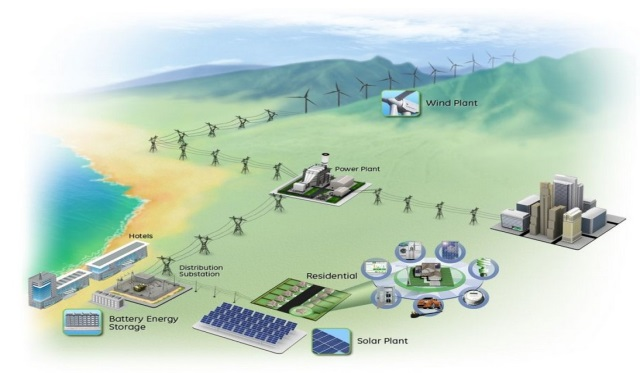 Wind Plant
Power Plant
Hotels
Distribution
Substation
Residential
Battery Energy
Storage
Solar Plant